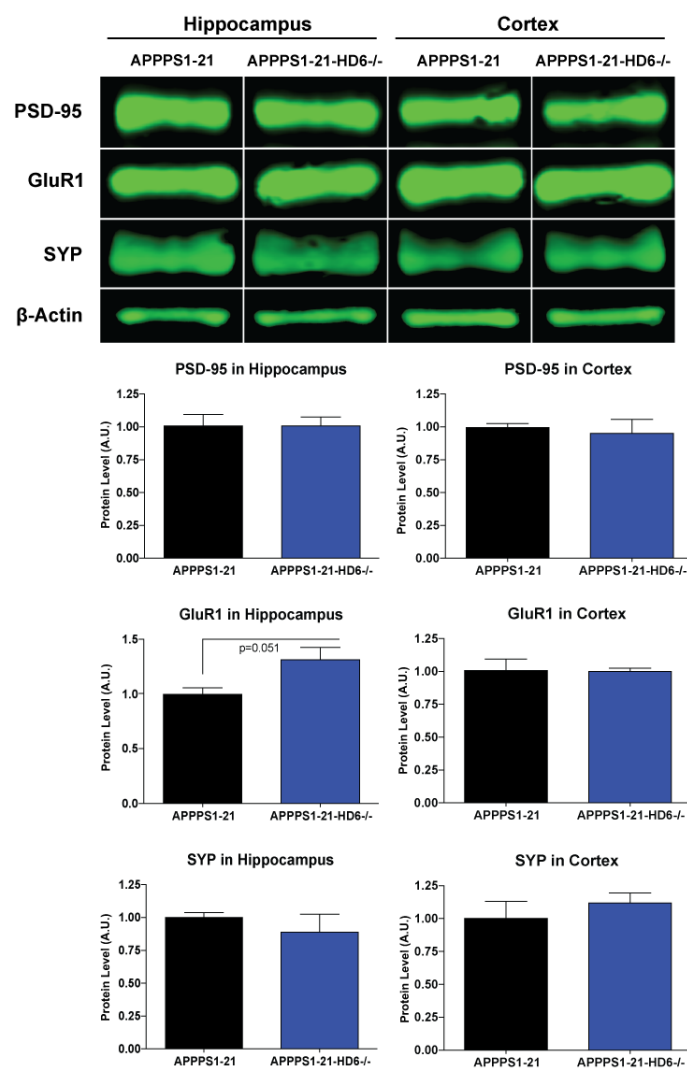 Hippocampus Cortex
APPPS1-21 APPPS1-21-HD6-/- APPPS1-21 APPPS1-21-HD6-/-
PSD-95
GluR1
SYP
β-Actin
PSD-95 in Hippocampus
Protein Level (A.U.)
1.25
1.00
0.75
0.50
0.25
0.00
APPPS1-21 APPPS1-21-HD6-/-
PSD-95 in Cortex
Protein Level (A.U.)
1.25
1.00
0.75
0.50
0.25
0.00
APPPS1-21 APPPS1-21-HD6-/-
GluR1 in Hippocampus
Protein Level (A.U.)
1.5
1.0
0.5
0.0
p=0.051
APPPS1-21 APPPS1-21-HD6-/-
GluR1 in Cortex
Protein Level (A.U.)
1.25
1.00
0.75
0.50
0.25
0.00
APPPS1-21 APPPS1-21-HD6-/-
SYP in Hippocampus
Protein Level (A.U.)
1.25
1.00
0.75
0.50
0.25
0.00
APPPS1-21 APPPS1-21-HD6-/-
SYP in Cortex
Protein Level (A.U.)
1.25
1.00
0.75
0.50
0.25
0.00
APPPS1-21 APPPS1-21-HD6-/-